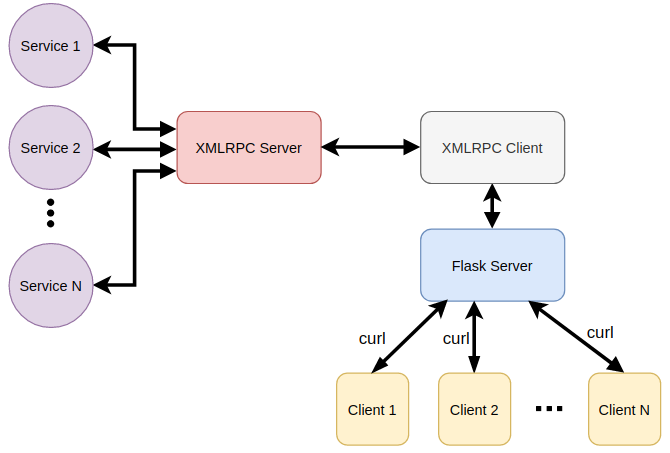 Service 1
Service 2
Service N
XMLRPC Server
XMLRPC Client
Flask Server
curl
curl
curl
Client 1
Client 2
Client N